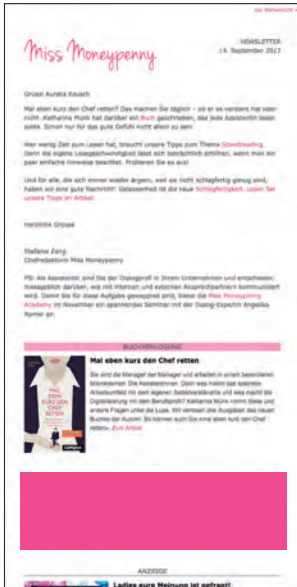 zur Webansicht
Miss Moneypenny
NEWSLETTER
14. September 2017
Grüezi Aurelia Kausch
Mal eben kurz den Chef retten? Das machen Sie täglich – ob er es verdient hat oder
nicht. Katharina Münk hat darüber ein Buch geschrieben, das jede Assistentin lesen
sollte. Schon nur für das gute Gefühl nicht allein zu sein.
Wer wenig Zeit zum Lesen hat, braucht unsere Tipps zum Thema Speedreading.
Denn die eigene Lesegeschwindigkeit lässt sich beträchtlich erhöhen, wenn man ein
paar einfache Hinweise beachtet. Probieren Sie es aus!
Und für alle, die sich immer wieder ärgern, weil sie nicht schlagfertig genug sind,
haben wir eine gute Nachricht: Gelassenheit ist die neue Schlagfertigkeit. Lesen Sie
unsere Tipps im Artikel.
Herzliche Grüsse
Stefanie Zeng
Chefredaktorin Miss Moneypenny
PS: Als Assistentin sind Sie der Dialogprofi in Ihrem Unternehmen und entscheiden
massgeblich darüber, wie mit internen und externen Ansprechpartnern kommuniziert
wird. Damit Sie für diese Aufgabe gewappnet sind, bietet die Miss Moneypenny
Academy im November ein spannendes Seminar mit der Dialog-Expertin Angelika
Ramer an.
BUCHVERLOSUNG
Mal eben kurz den Chef retten
Sie sind die Manager der Manager und arbeiten in einem besonderen
Mikrokosmos: Die Assistentinnen. Doch was macht das spezielle
Arbeitsumfeld mit dem eigenen Selbstverständnis und was macht die
Digitalisierung mit dem Berufsprofil? Katharina Münk nimmt diese und
andere Fragen unter die Lupe. Wir verlosen drei Ausgaben des neuen
Buches der Autorin. So können auch Sie «mal eben kurz den Chef
retten». Zum Artikel
MAL
EBEN
KURZ DEN
CHEF
RETTEN
campus
ANZEIGE
Ladies eure Meinung ist gefragt!